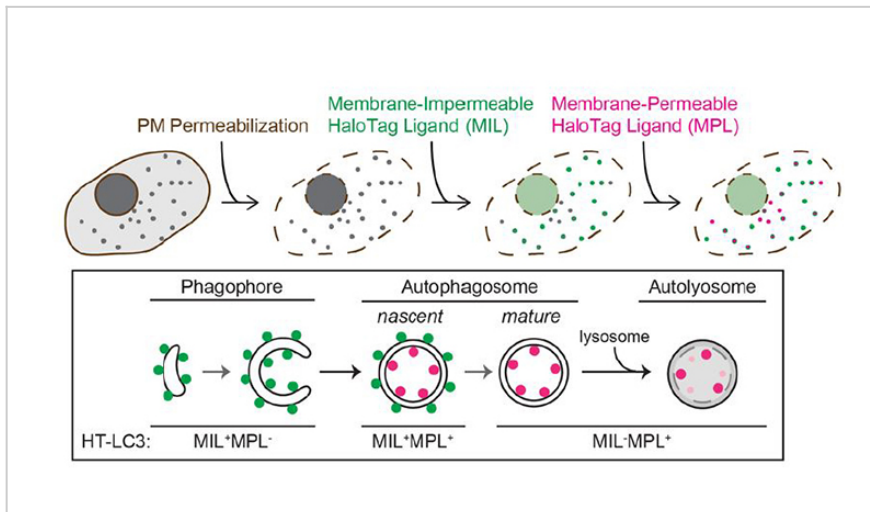 PM Permeabilization
Membrane-Impermeable
HaloTag Ligand (MIL)
Membrane-Permeable
HaloTag Ligand (MPL)
Phagophore
Autophagosome
Autolyosome
nascent
mature
lysosome
HT-LC3:
MIL⁺MPL⁻
MIL⁺MPL⁺
MIL⁻MPL⁺